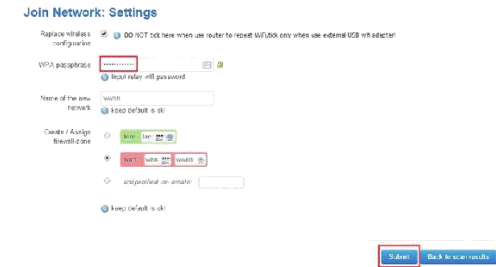 Join Network: Settings
Replace wireless configuration
DO NOT tick here when use router to repeat WiFi,tick only when use external USB wifi adapter!
WPA passphrase
Input relay wifi password
Name of the new network
wwan
keep default is ok!
Create / Assign firewall-zone
lan: lan:
wan: wan: wwan:
unspecified -or- create:
keep default is ok!
Submit
Back to scan results